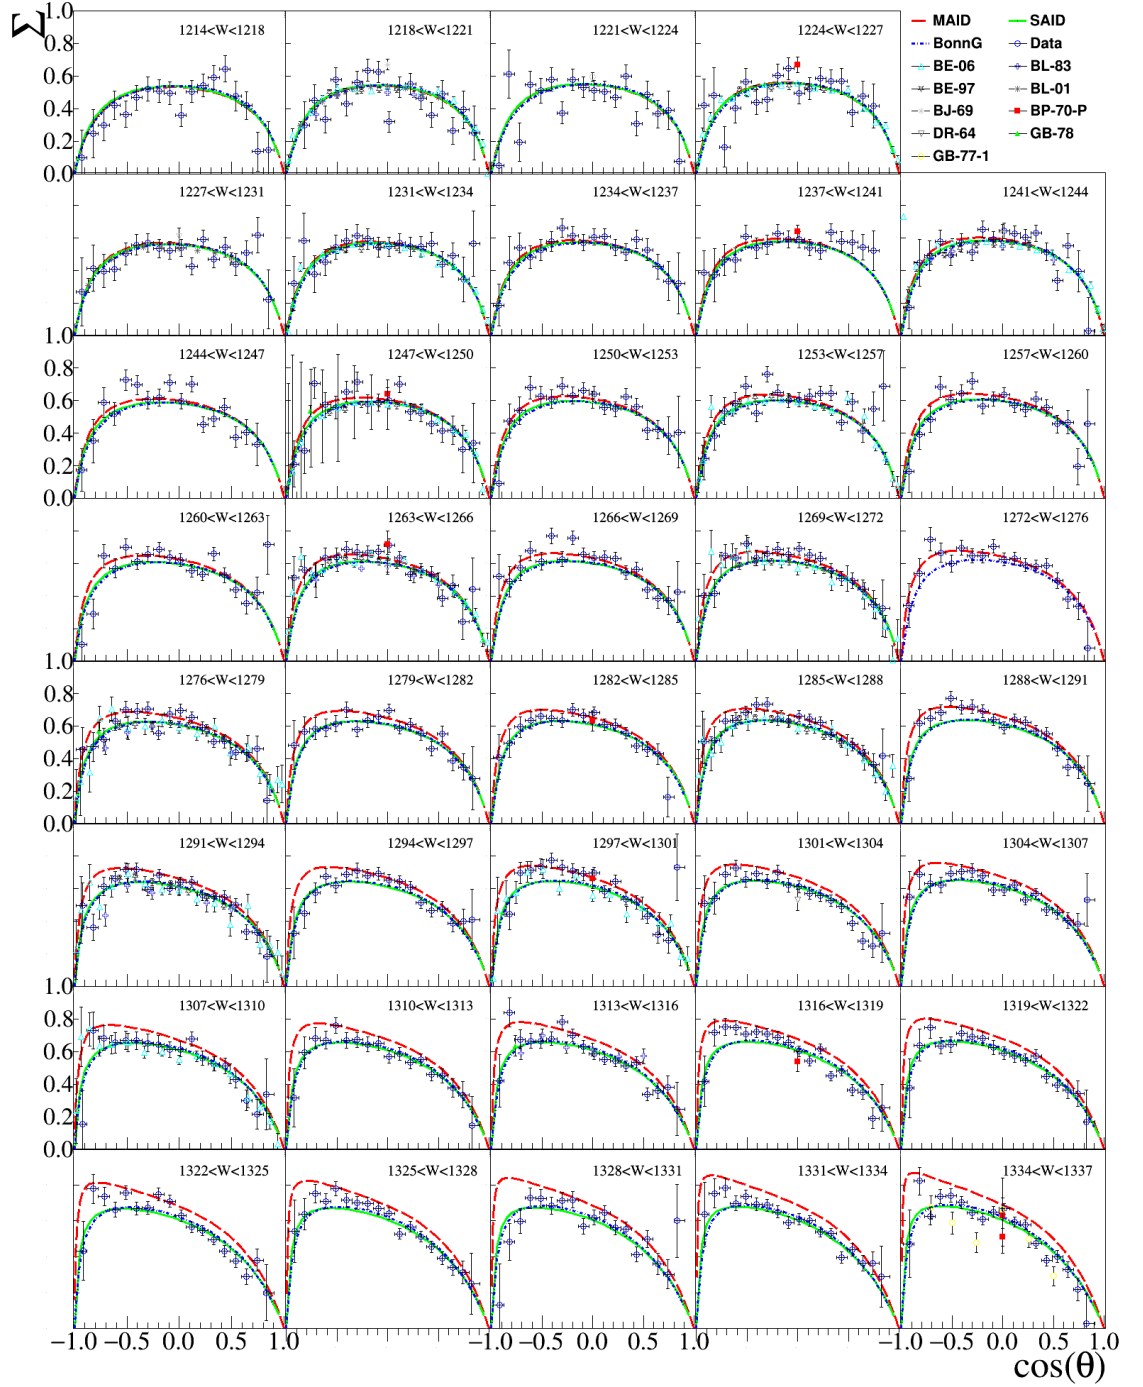 Σ
1.0
0.8
0.6
0.4
0.2
0.0
1214<W<1218
1218<W<1221
1221<W<1224
1224<W<1227
MAID
SAID
BonnG
Data
BE-06
BL-83
BE-97
BL-01
BJ-69
BP-70-P
DR-64
GB-78
GB-77-1
1227<W<1231
1231<W<1234
1234<W<1237
1237<W<1241
1241<W<1244
1.0
0.8
0.6
0.4
0.2
0.0
1244<W<1247
1247<W<1250
1250<W<1253
1253<W<1257
1257<W<1260
1260<W<1263
1263<W<1266
1266<W<1269
1269<W<1272
1272<W<1276
1.0
0.8
0.6
0.4
0.2
0.0
1276<W<1279
1279<W<1282
1282<W<1285
1285<W<1288
1288<W<1291
1291<W<1294
1294<W<1297
1297<W<1301
1301<W<1304
1304<W<1307
1.0
0.8
0.6
0.4
0.2
0.0
1307<W<1310
1310<W<1313
1313<W<1316
1316<W<1319
1319<W<1322
1322<W<1325
1325<W<1328
1328<W<1331
1331<W<1334
1334<W<1337
−1.0 −0.5 0.0 0.5 1.0 −1.0 −0.5 0.0 0.5 1.0 −1.0 −0.5 0.0 0.5 1.0
cos(θ)